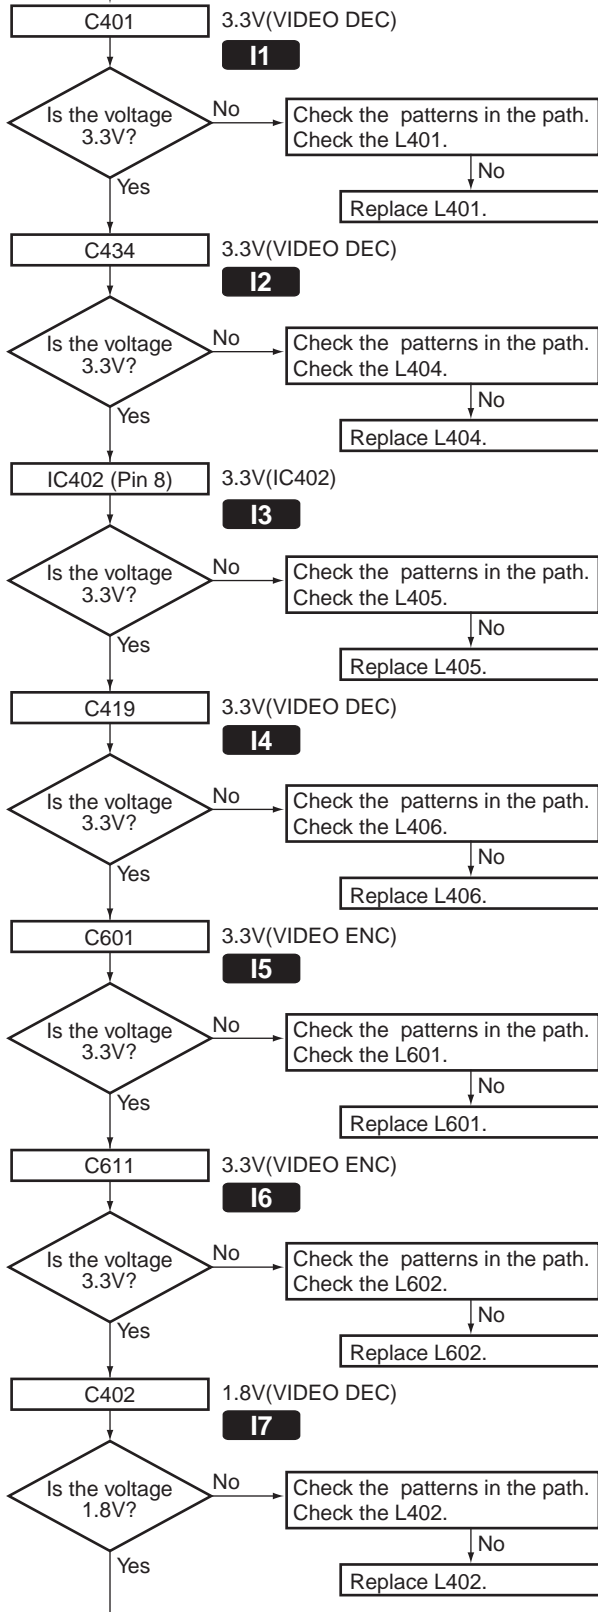 C401 3.3V(VIDEO DEC)
I1
Is the voltage
3.3V?
No
Check the patterns in the path.
Check the L401.
No
Replace L401.
Yes
C434 3.3V(VIDEO DEC)
I2
Is the voltage
3.3V?
No
Check the patterns in the path.
Check the L404.
No
Replace L404.
Yes
IC402 (Pin 8) 3.3V(IC402)
I3
Is the voltage
3.3V?
No
Check the patterns in the path.
Check the L405.
No
Replace L405.
Yes
C419 3.3V(VIDEO DEC)
I4
Is the voltage
3.3V?
No
Check the patterns in the path.
Check the L406.
No
Replace L406.
Yes
C601 3.3V(VIDEO ENC)
I5
Is the voltage
3.3V?
No
Check the patterns in the path.
Check the L601.
No
Replace L601.
Yes
C611 3.3V(VIDEO ENC)
I6
Is the voltage
3.3V?
No
Check the patterns in the path.
Check the L602.
No
Replace L602.
Yes
C402 1.8V(VIDEO DEC)
I7
Is the voltage
1.8V?
No
Check the patterns in the path.
Check the L402.
No
Replace L402.
Yes